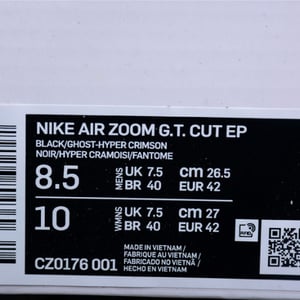 NIKE AIR ZOOM G.T. CUT EP
BLACK/GHOST-HYPER CRIMSON
NOIR/HYPER CRAMOISI/FANTOME
8.5 MENS UK 7.5 cm 26.5
BR 40 EUR 42
10 WMNS UK 7.5 cm 27
BR 40 EUR 42
CZ0176 001
MADE IN VIETNAM /
FABRIQUE AU VIETNAM /
FABRICADO NO VIETNÃ /
HECHO EN VIETNAM